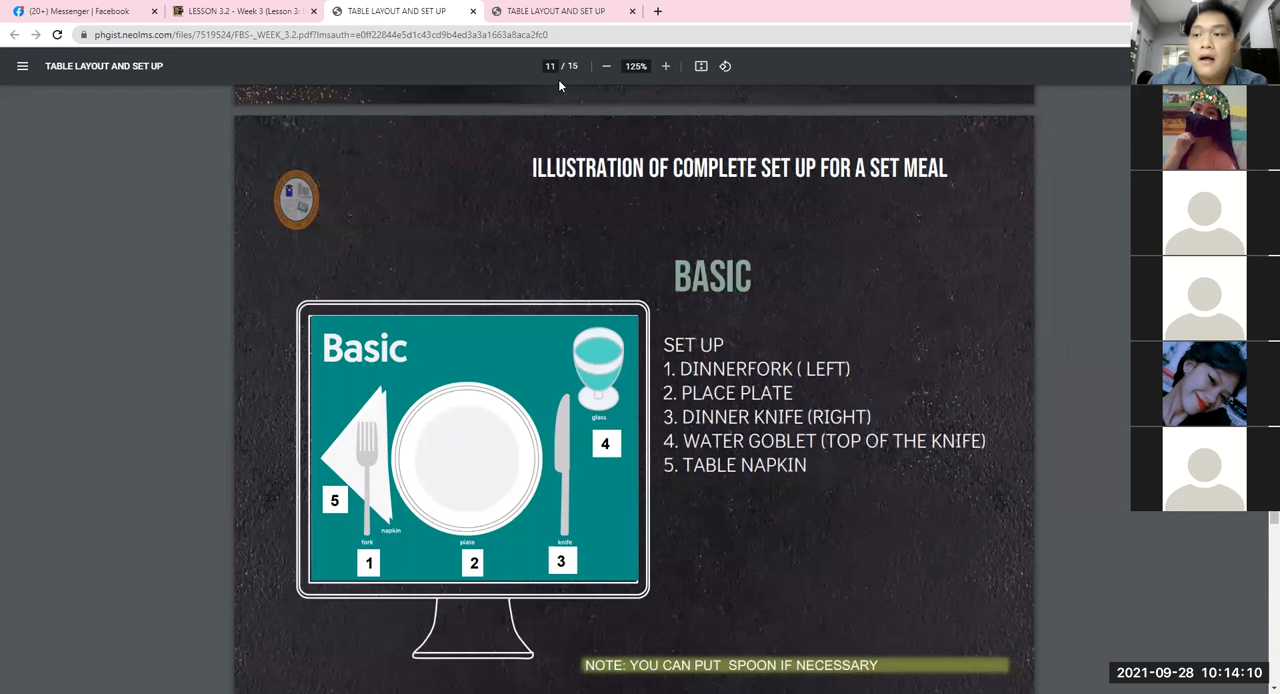 (20+) Messenger | Facebook
LESSON 3.2 - Week 3 (Lesson 3:
TABLE LAYOUT AND SET UP
TABLE LAYOUT AND SET UP
phgist.neolms.com/files/7519524/FBS-_WEEK_3.2.pdf?lmsauth=e0ff22844e5d1c43cd9b4ed3a3a1663a8aca2fc0
TABLE LAYOUT AND SET UP
11 / 15
125%
ILLUSTRATION OF COMPLETE SET UP FOR A SET MEAL
BASIC
Basic
glass
4
5
napkin
fork
plate
knife
1
2
3
SET UP
1. DINNERFORK ( LEFT)
2. PLACE PLATE
3. DINNER KNIFE (RIGHT)
4. WATER GOBLET (TOP OF THE KNIFE)
5. TABLE NAPKIN
NOTE: YOU CAN PUT SPOON IF NECESSARY
2021-09-28 10:14:10